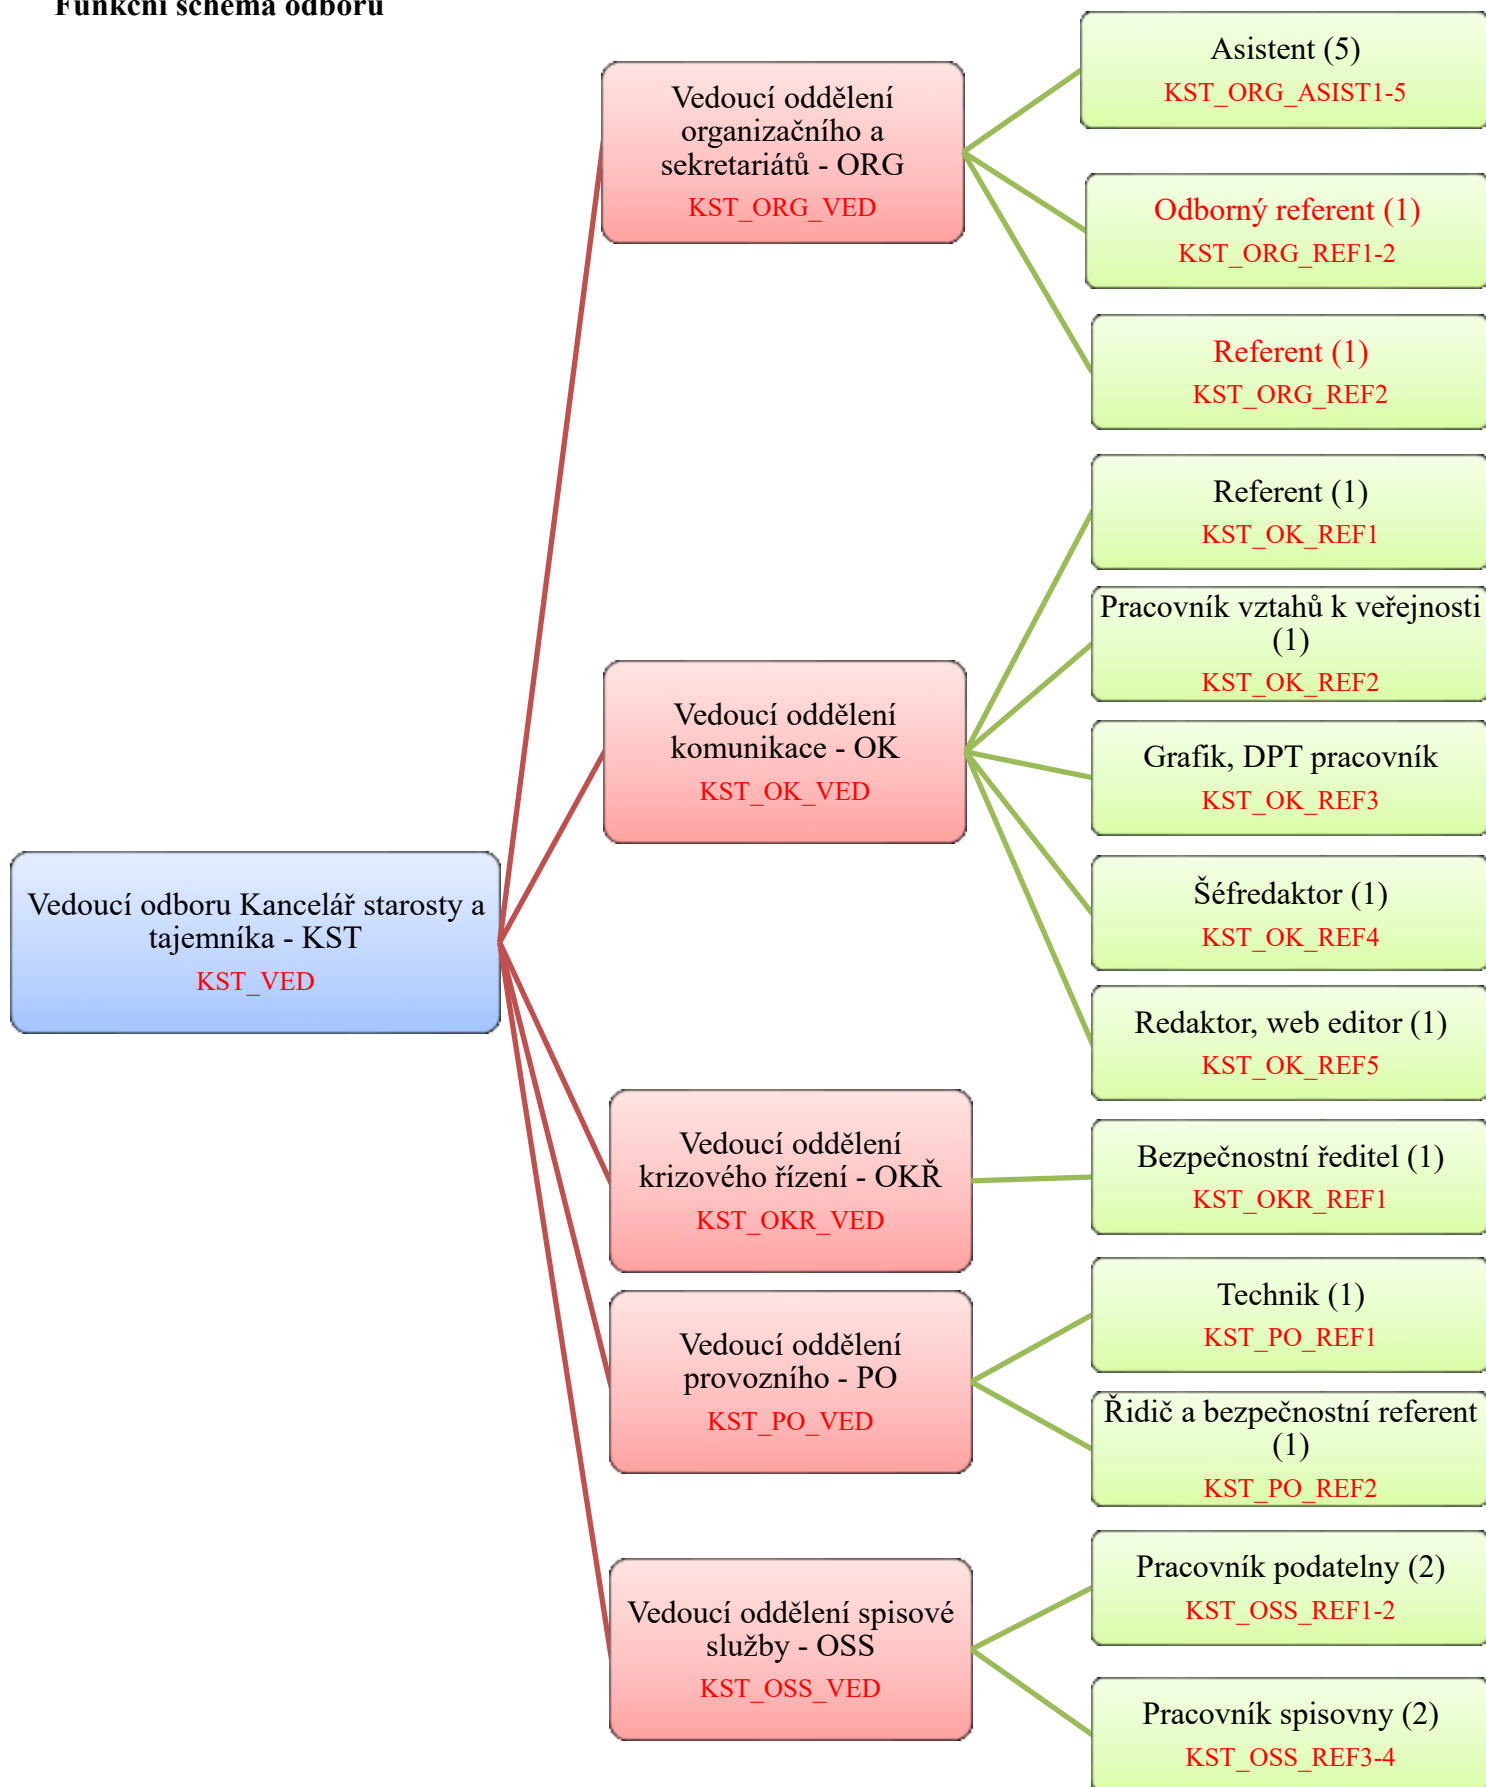 Funkční schéma odboru
Asistent (5)
KST_ORG_ASIST1-5
Vedoucí oddělení
organizačního a
sekretariátů - ORG
KST_ORG_VED
Odborný referent (1)
KST_ORG_REF1-2
Referent (1)
KST_ORG_REF2
Referent (1)
KST_OK_REF1
Pracovník vztahů k veřejnosti
(1)
KST_OK_REF2
Vedoucí oddělení
komunikace - OK
KST_OK_VED
Grafik, DPT pracovník
KST_OK_REF3
Šéfredaktor (1)
KST_OK_REF4
Vedoucí odboru Kancelář starosty a
tajemníka - KST
KST_VED
Redaktor, web editor (1)
KST_OK_REF5
Vedoucí oddělení
krizového řízení - OKŘ
KST_OKR_VED
Bezpečnostní ředitel (1)
KST_OKR_REF1
Technik (1)
KST_PO_REF1
Vedoucí oddělení
provozního - PO
KST_PO_VED
Řidič a bezpečnostní referent
(1)
KST_PO_REF2
Pracovník podatelny (2)
KST_OSS_REF1-2
Vedoucí oddělení spisové
služby - OSS
KST_OSS_VED
Pracovník spisovny (2)
KST_OSS_REF3-4